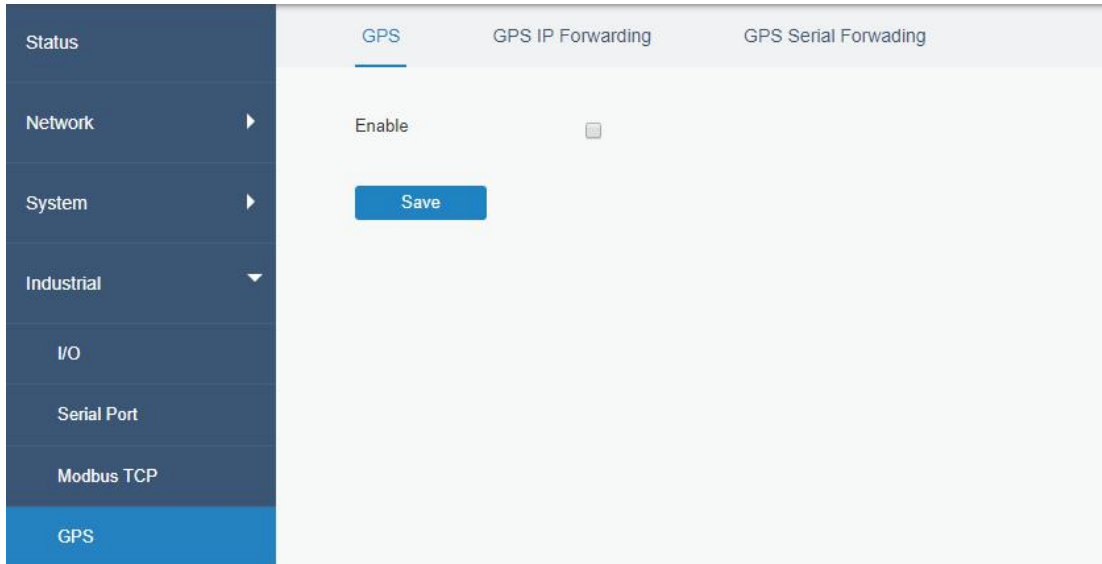 Status
Network
System
Industrial
I/O
Serial Port
Modbus TCP
GPS
GPS GPS IP Forwarding GPS Serial Forwading
Enable
Save